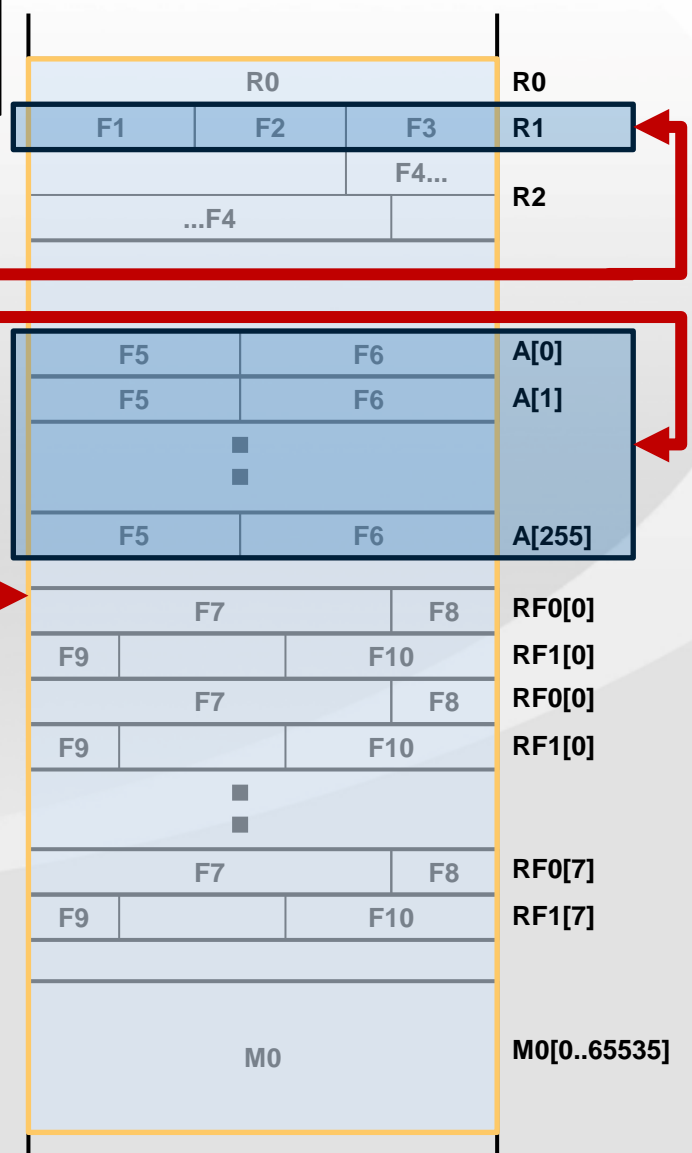 R0 R0
F1 F2 F3 R1
F4...
R2
...F4
F5 F6 A[0]
F5 F6 A[1]
F5 F6 A[255]
F7 F8 RF0[0]
F9 F10 RF1[0]
F7 F8 RF0[0]
F9 F10 RF1[0]
F7 F8 RF0[7]
F9 F10 RF1[7]
M0 M0[0..65535]